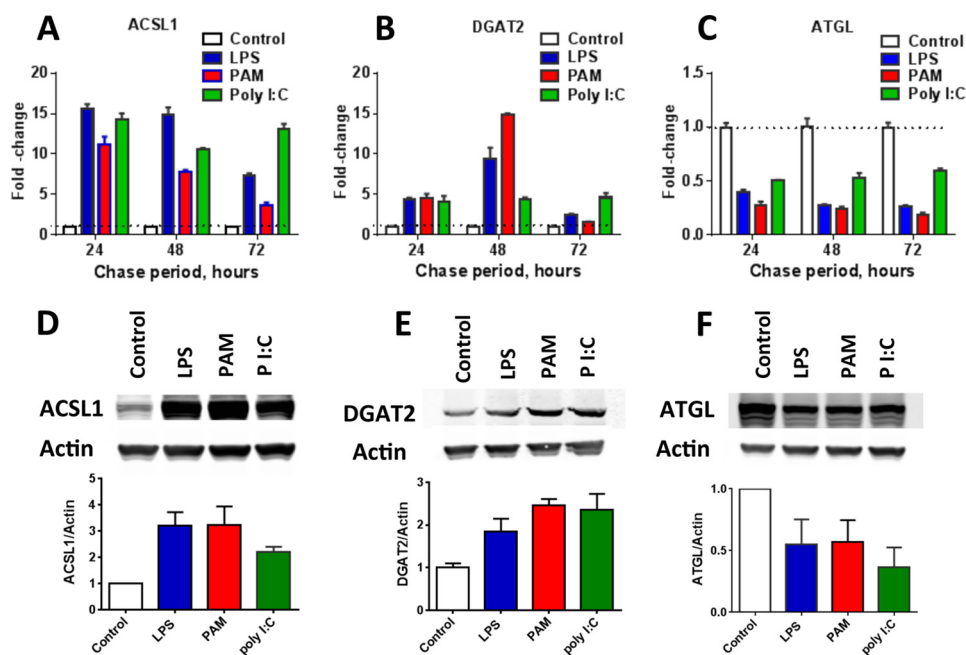 A
ACSL1
Control
LPS
PAM
Poly I:C
Fold -change
20
15
10
5
0
24
48
72
Chase period, hours
B
DGAT2
Control
LPS
PAM
Poly I:C
Fold-change
20
15
10
5
0
24
48
72
Chase period, hours
C
ATGL
Control
LPS
PAM
Poly I:C
Fold-change
1.5
1.0
0.5
0.0
24
48
72
Chase period, hours
D
Control
LPS
PAM
P I:C
ACSL1
Actin
ACSL1/Actin
5
4
3
2
1
0
Control
LPS
PAM
poly I:C
E
Control
LPS
PAM
P I:C
DGAT2
Actin
DGAT2/Actin
3
2
1
0
Control
LPS
PAM
poly I:C
F
Control
LPS
PAM
P I:C
ATGL
Actin
ATGL/Actin
1.0
0.5
0.0
Control
LPS
PAM
poly I:C